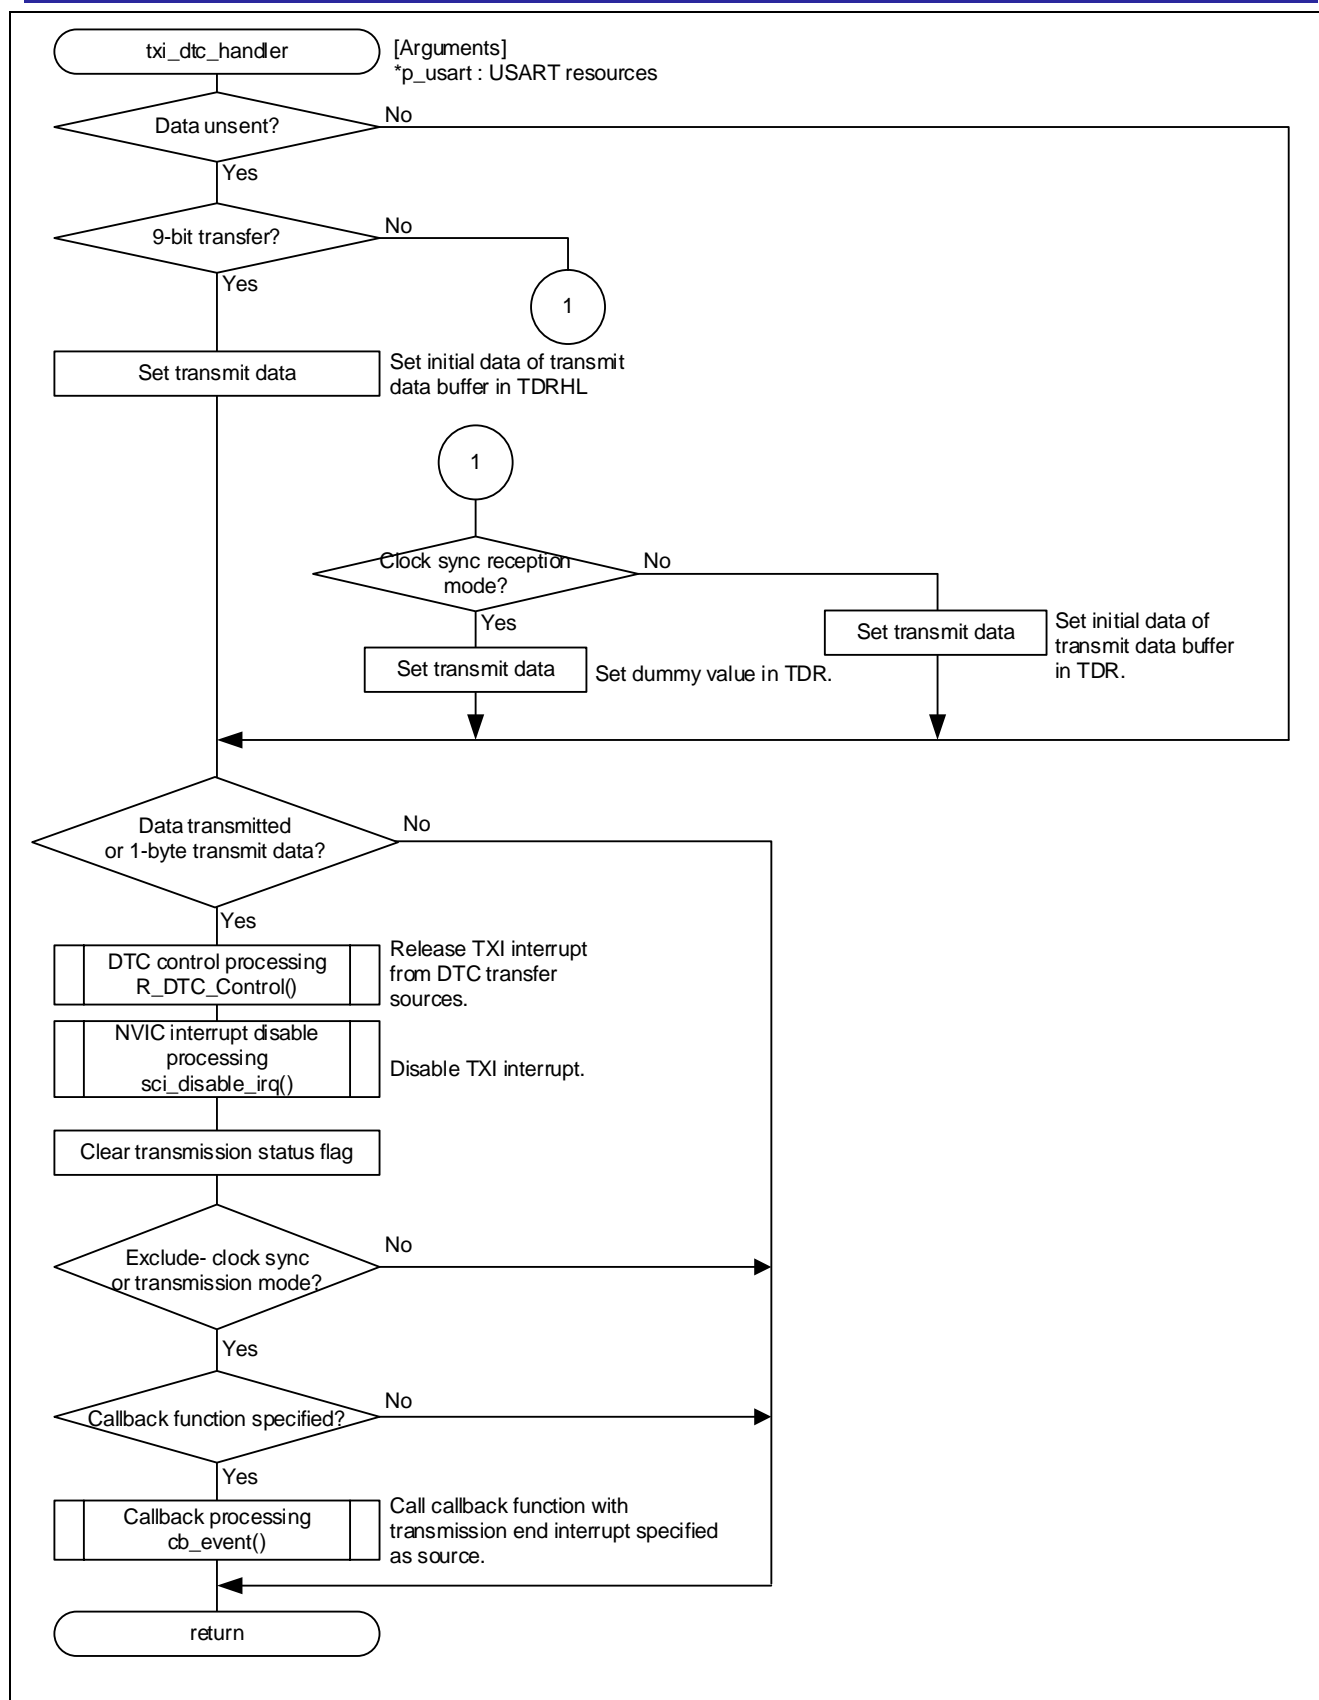 txi_dtc_handler
[Arguments]
*p_usart : USART resources
Data unsent?
No
Yes
9-bit transfer?
No
Yes
1
Set transmit data
Set initial data of transmit
data buffer in TDRHL
1
Clock sync reception
mode?
No
Yes
Set transmit data
Set dummy value in TDR.
Set transmit data
Set initial data of
transmit data buffer
in TDR.
Data transmitted
or 1-byte transmit data?
No
Yes
DTC control processing
R_DTC_Control()
Release TXI interrupt
from DTC transfer
sources.
NVIC interrupt disable
processing
sci_disable_irq()
Disable TXI interrupt.
Clear transmission status flag
Exclude- clock sync
or transmission mode?
No
Yes
Callback function specified?
No
Yes
Callback processing
cb_event()
Call callback function with
transmission end interrupt specified
as source.
return